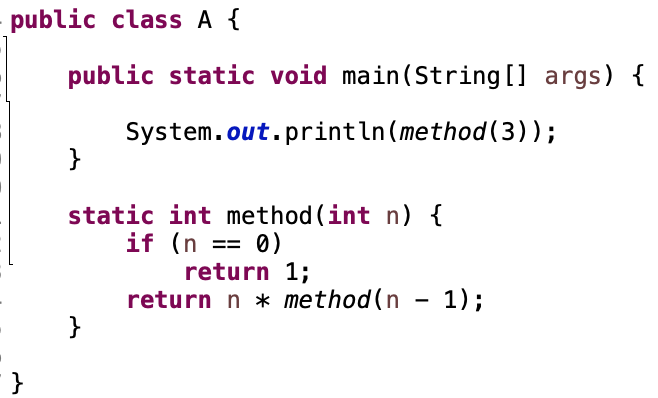 public class A {
public static void main(String[] args) {
System.out.println(method(3));
}
static int method(int n) {
if (n == 0)
return 1;
return n * method(n - 1);
}
}